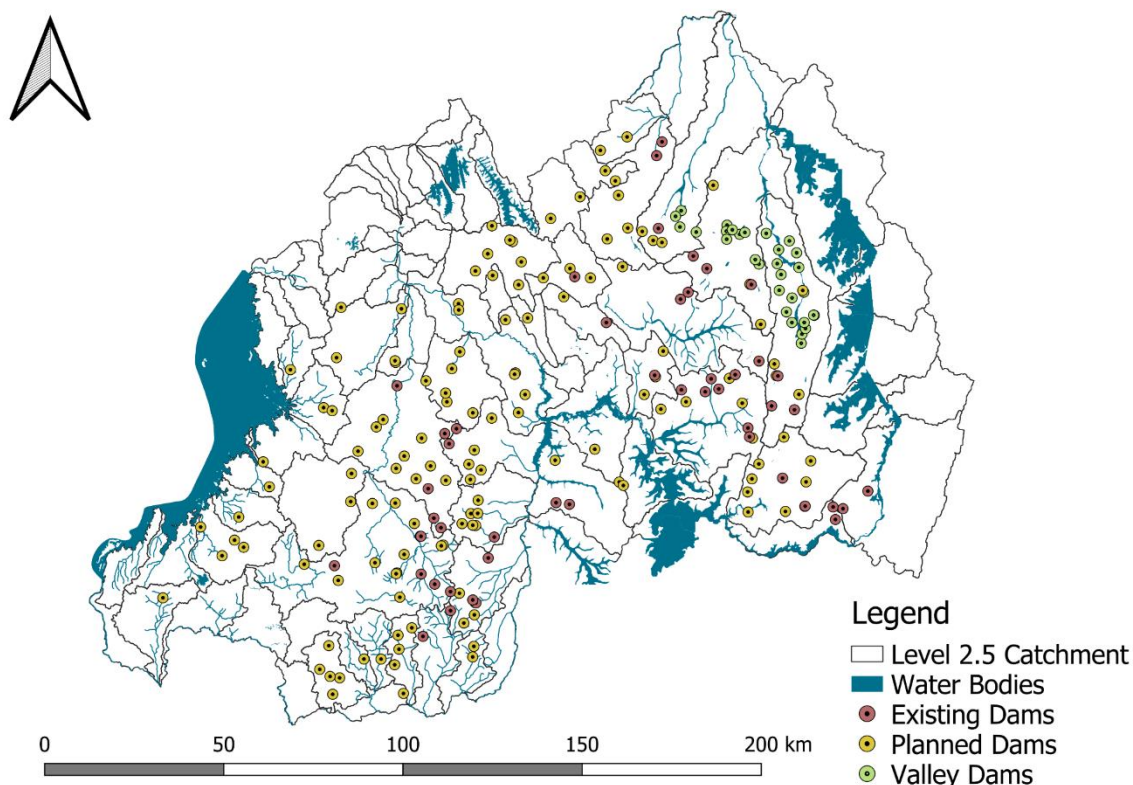 Legend
Level 2.5 Catchment
Water Bodies
Existing Dams
Planned Dams
Valley Dams
0 50 100 150 200 km